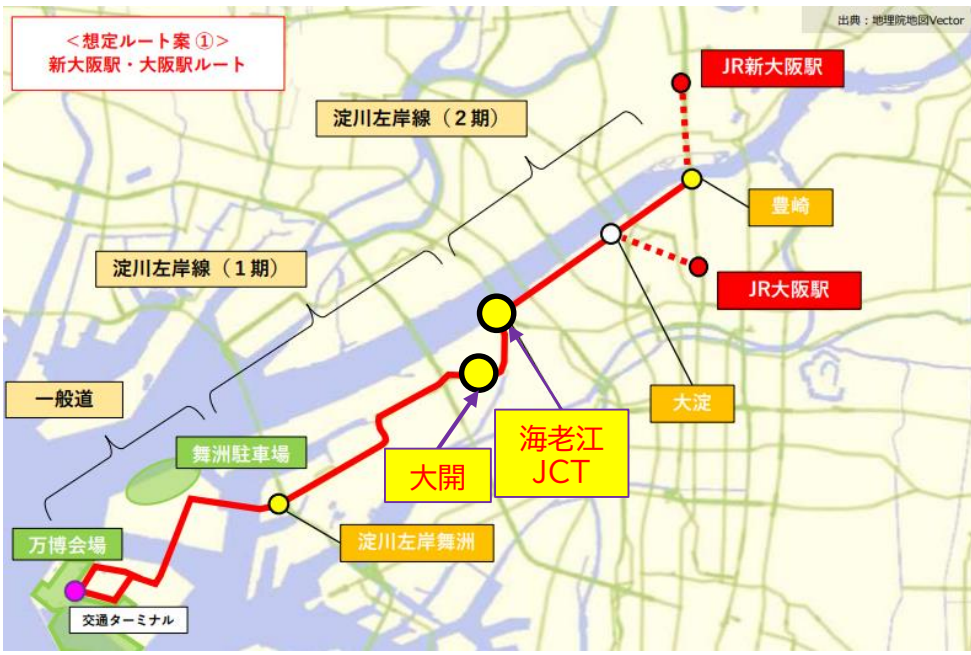 出典：地理院地図Vector
＜想定ルート案 ①＞
新大阪駅・大阪駅ルート
JR新大阪駅
淀川左岸線（２期）
豊崎
淀川左岸線（１期）
JR大阪駅
一般道
大淀
舞洲駐車場
海老江
JCT
大開
万博会場
淀川左岸舞洲
交通ターミナル